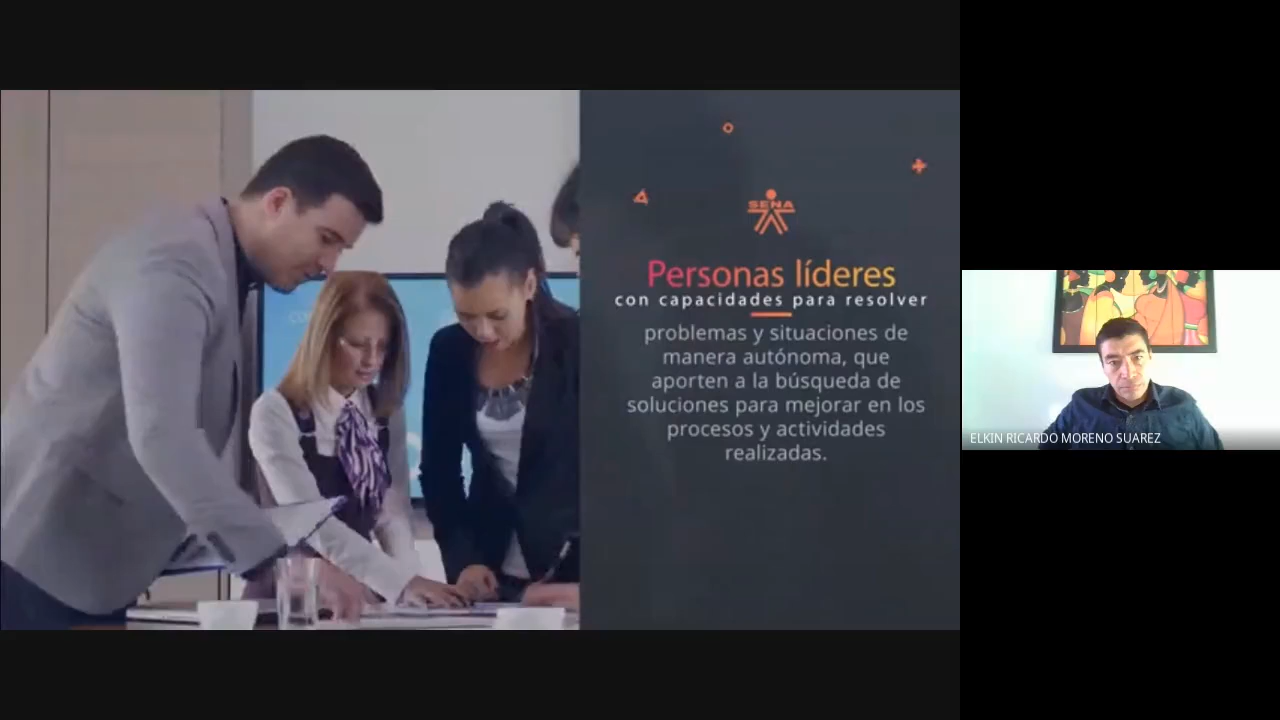 SENA
Personas líderes
con capacidades para resolver
problemas y situaciones de
manera autónoma, que
aporten a la búsqueda de
soluciones para mejorar en los
procesos y actividades
realizadas.
ELKIN RICARDO MORENO SUAREZ